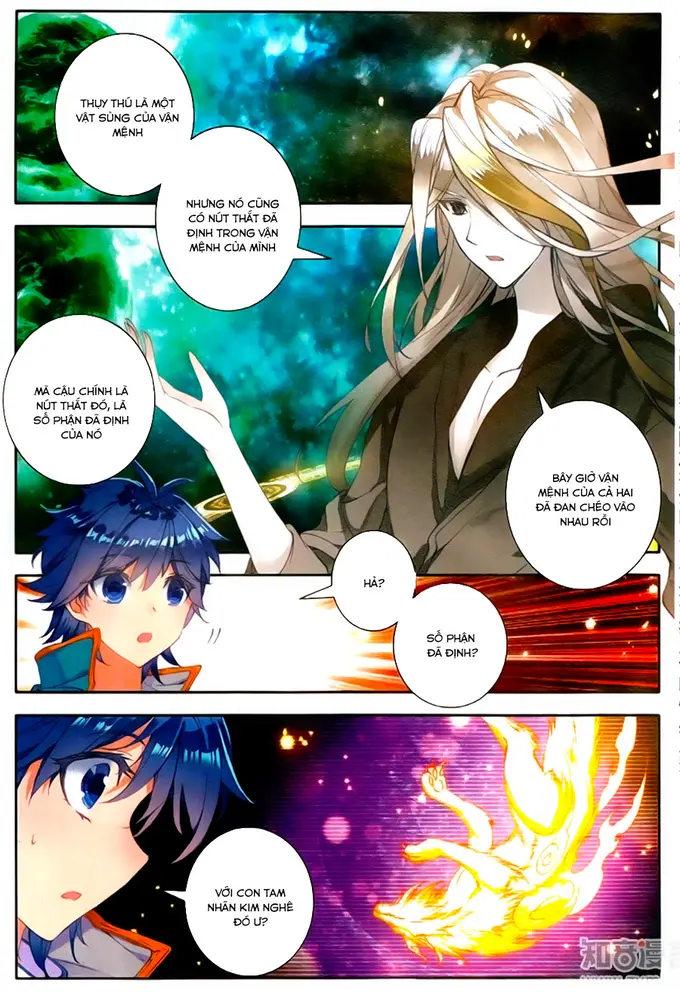 THỤY THÚ LÀ MỘT
VẬT SỦNG CỦA VẬN
MỆNH
NHƯNG NÓ CŨNG
CÓ NÚT THẮT ĐÃ
ĐỊNH TRONG VẬN
MỆNH CỦA MÌNH
MÀ CẬU CHÍNH LÀ
NÚT THẮT ĐÓ, LÀ
SỐ PHẬN ĐÃ ĐỊNH
CỦA NÓ
BÂY GIỜ VẬN
MỆNH CỦA CẢ HAI
ĐÃ ĐAN CHÉO VÀO
NHAU RỒI
HẢ?
SỐ PHẬN
ĐÃ ĐỊNH?
VỚI CON TAM
NHÃN KIM NGHÊ
ĐÓ Ư?
知音漫